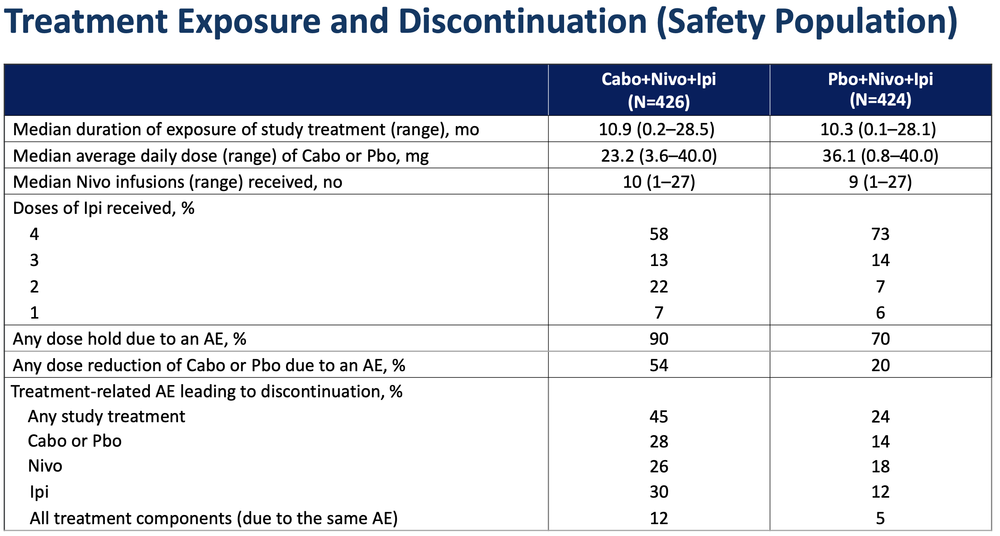 Treatment Exposure and Discontinuation (Safety Population)
Cabo+Nivo+Ipi (N=426) Pbo+Nivo+Ipi (N=424)
Median duration of exposure of study treatment (range), mo 10.9 (0.2–28.5) 10.3 (0.1–28.1)
Median average daily dose (range) of Cabo or Pbo, mg 23.2 (3.6–40.0) 36.1 (0.8–40.0)
Median Nivo infusions (range) received, no 10 (1–27) 9 (1–27)
Doses of Ipi received, %
4 58 73
3 13 14
2 22 7
1 7 6
Any dose hold due to an AE, % 90 70
Any dose reduction of Cabo or Pbo due to an AE, % 54 20
Treatment-related AE leading to discontinuation, %
Any study treatment 45 24
Cabo or Pbo 28 14
Nivo 26 18
Ipi 30 12
All treatment components (due to the same AE) 12 5